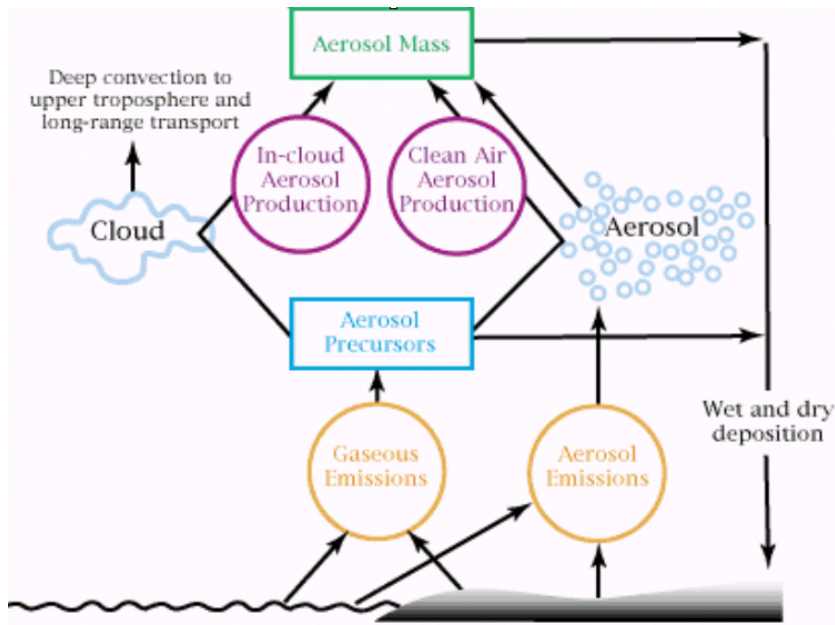 Aerosol Mass
Deep convection to
upper troposphere and
long-range transport
In-cloud
Aerosol
Production
Clean Air
Aerosol
Production
Cloud
Aerosol
Aerosol
Precursors
Wet and dry
deposition
Gaseous
Emissions
Aerosol
Emissions